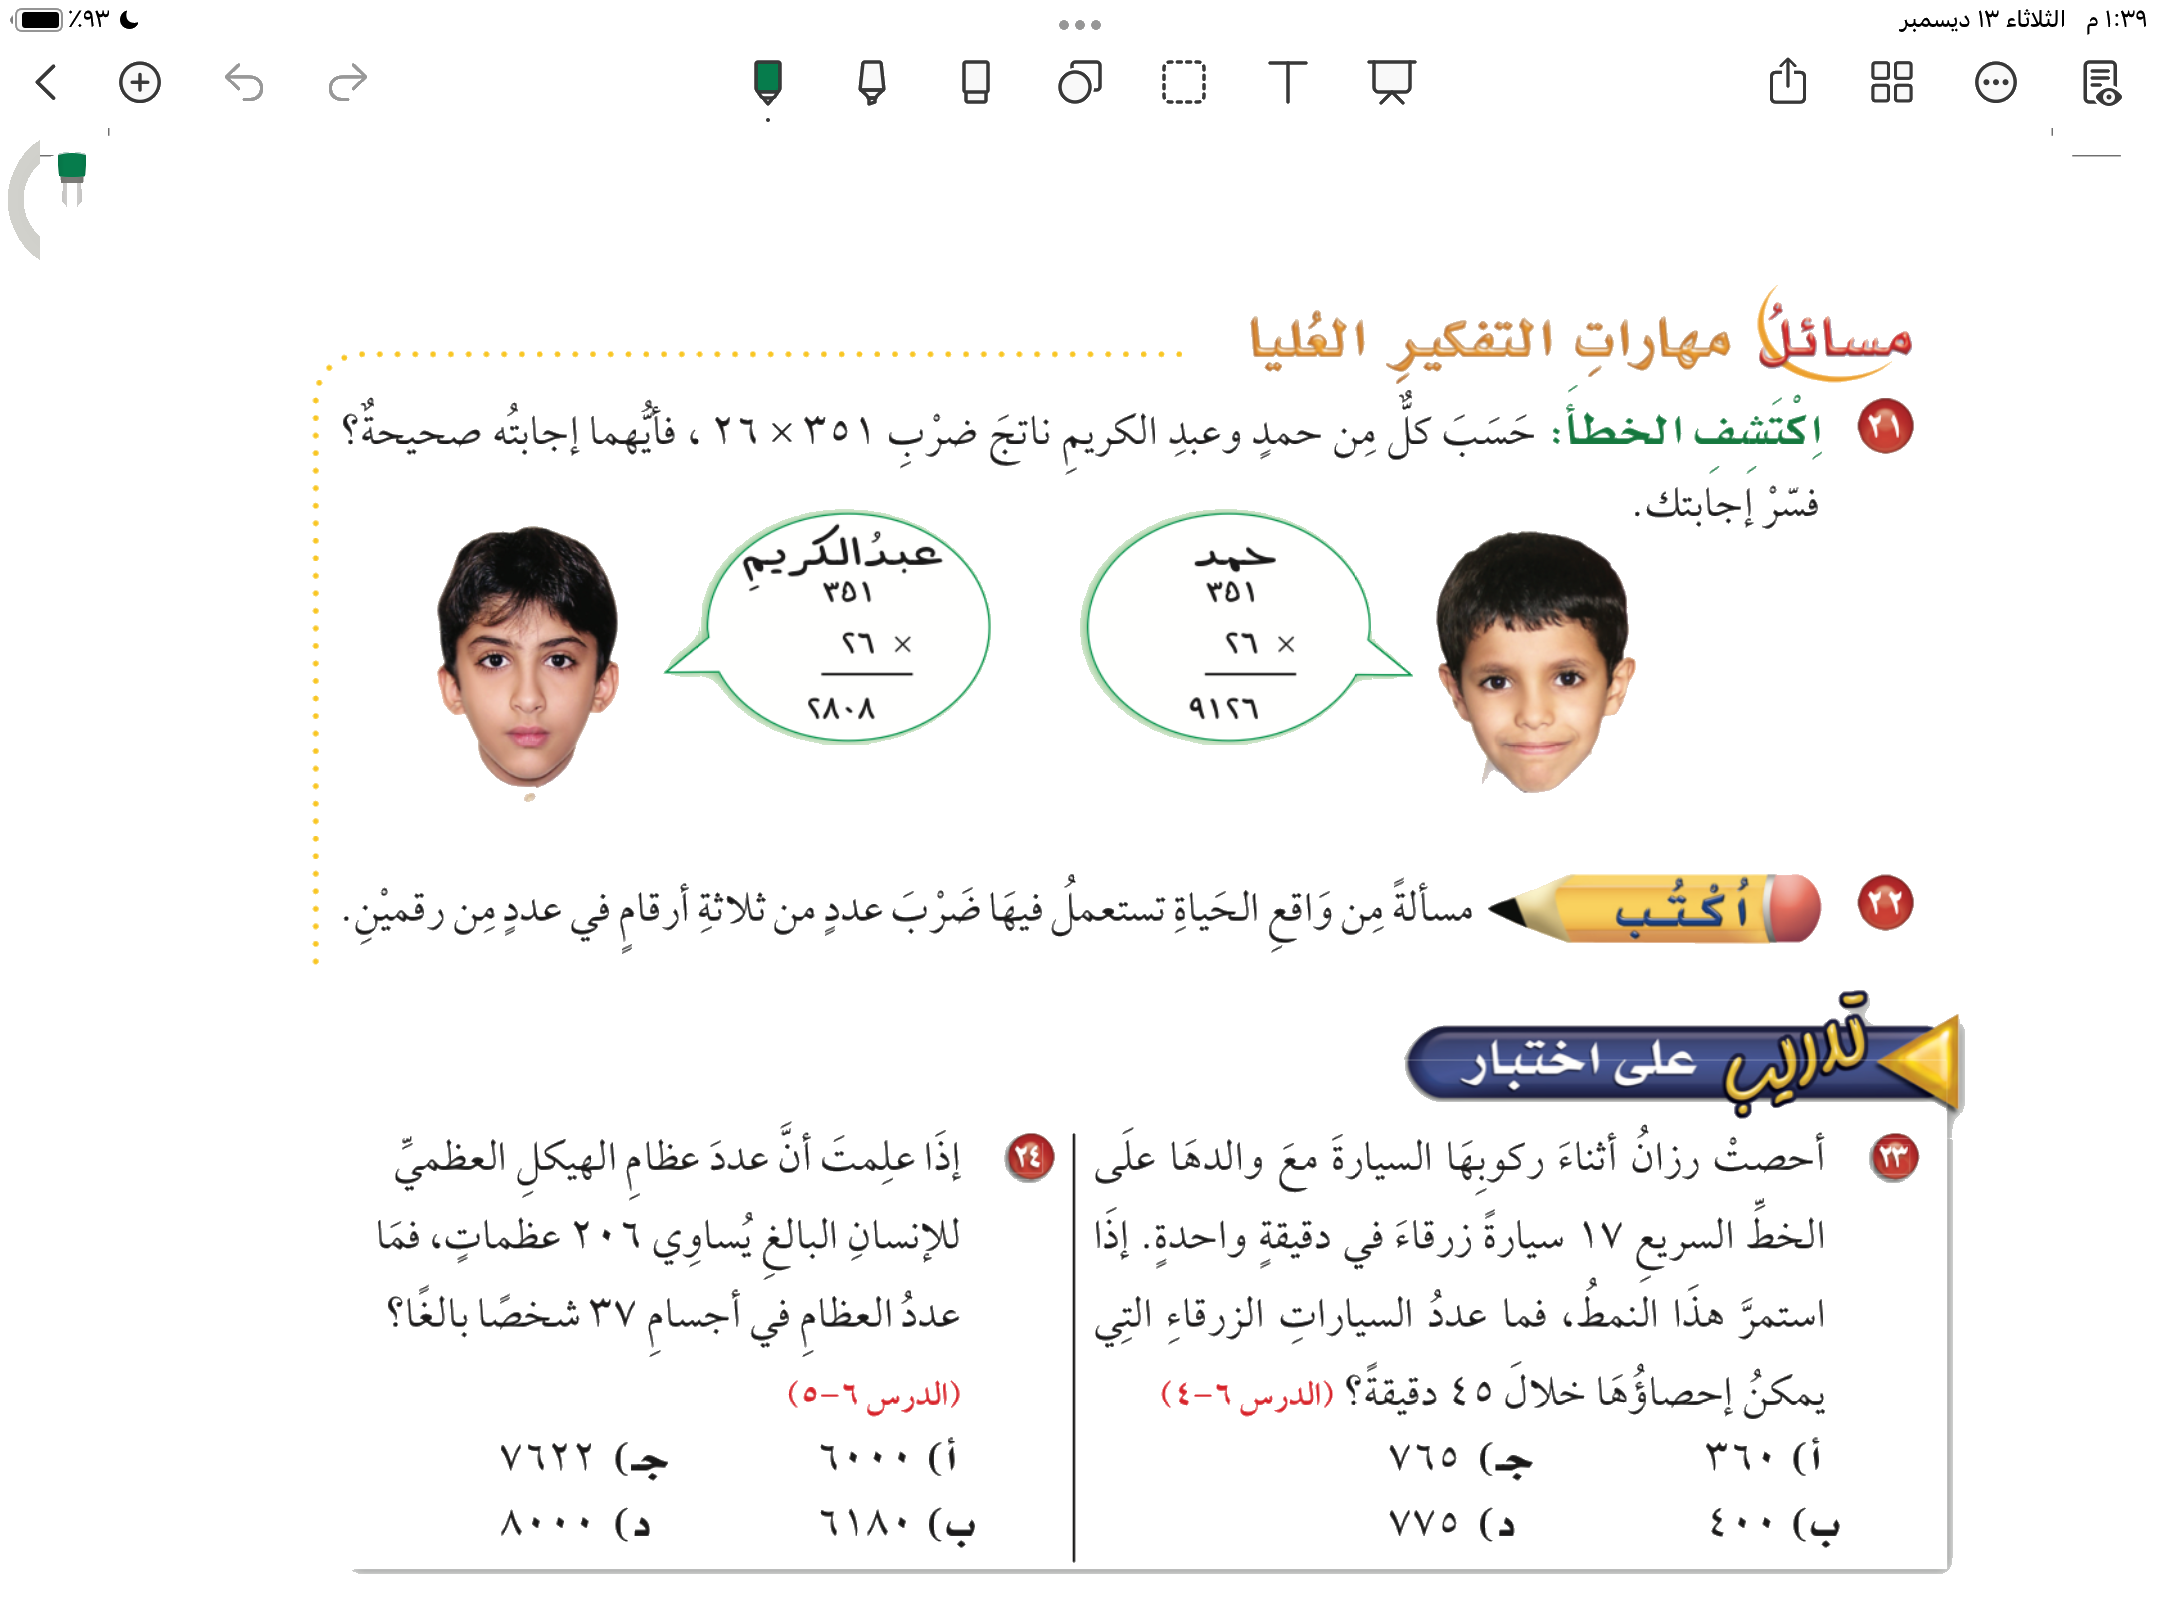 ١:٣٩ م الثلاثاء ١٣ ديسمبر
٩٣٪
مسائلُ مهاراتِ التفكيرِ العُليا
٢١ اِكْتَشِفِ الخطأَ: حَسَبَ كلٌّ مِن حمدٍ وعبدِ الكريمِ ناتجَ ضرْبِ ٣٥١ × ٢٦ ، فأيُّهما إجابتُه صحيحةٌ؟
فسّرْ إجابتك.
حمد
٣٥١
× ٢٦
٩١٢٦
عبدُالكريمِ
٣٥١
× ٢٦
٢٨٠٨
٢٢ اُكْتُب مسألةً مِن وَاقعِ الحَياةِ تستعملُ فيهَا ضَرْبَ عددٍ من ثلاثةِ أرقامٍ في عددٍ مِن رقميْنِ.
تدريب على اختبار
٢٣ أحصتْ رزانُ أثناءَ ركوبِهَا السيارةَ معَ والدهَا علَى
الخطِّ السريعِ ١٧ سيارةً زرقاءَ في دقيقةٍ واحدةٍ. إذَا
استمرَّ هذَا النمطُ، فما عددُ السياراتِ الزرقاءِ التِي
يمكنُ إحصاؤُهَا خلالَ ٤٥ دقيقةً؟ (الدرس ٦-٤)
أ) ٣٦٠ جـ) ٧٦٥
ب) ٤٠٠ د) ٧٧٥
٢٤ إذَا علِمتَ أنَّ عددَ عظامِ الهيكلِ العظميِّ
للإنسانِ البالغِ يُساوِي ٢٠٦ عظماتٍ، فمَا
عددُ العظامِ في أجسامِ ٣٧ شخصًا بالغًا؟
(الدرس ٦-٥)
أ) ٦٠٠٠ جـ) ٧٦٢٢
ب) ٦١٨٠ د) ٨٠٠٠